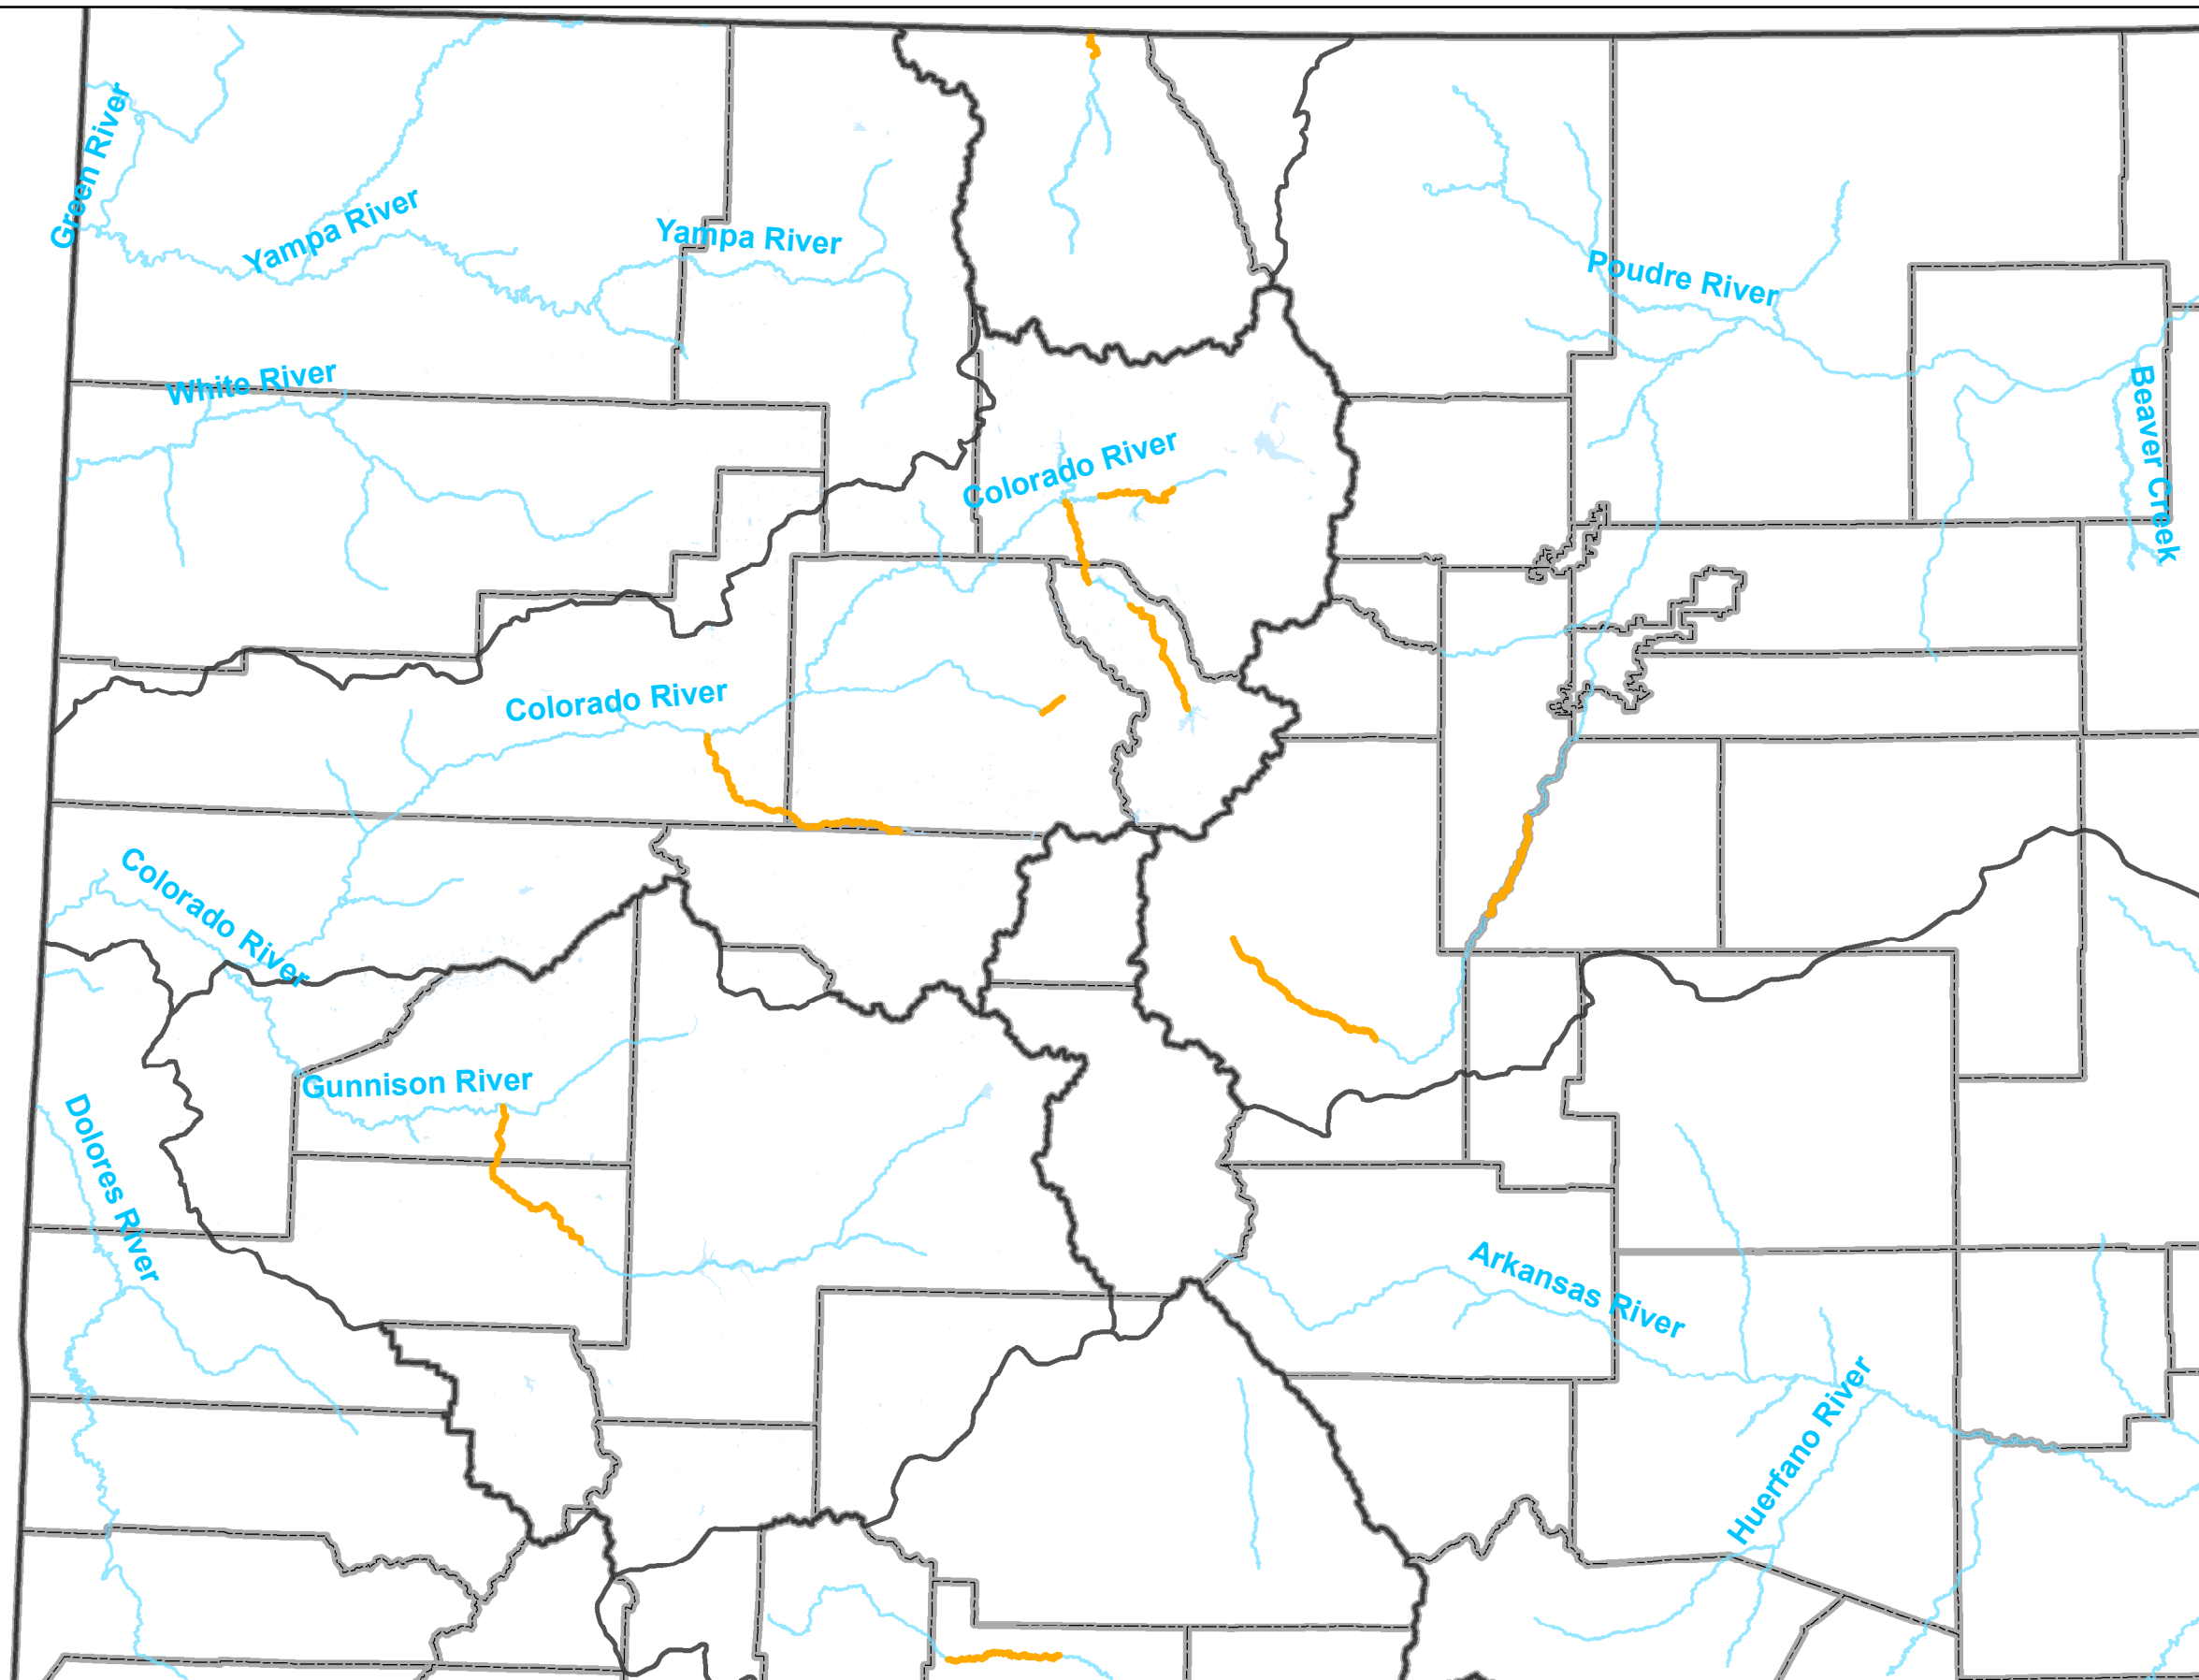 Green River
Yampa River
Yampa River
Poudre River
White River
Beaver Creek
Colorado River
Colorado River
Colorado River
Gunnison River
Dolores River
Arkansas River
Huerfano River